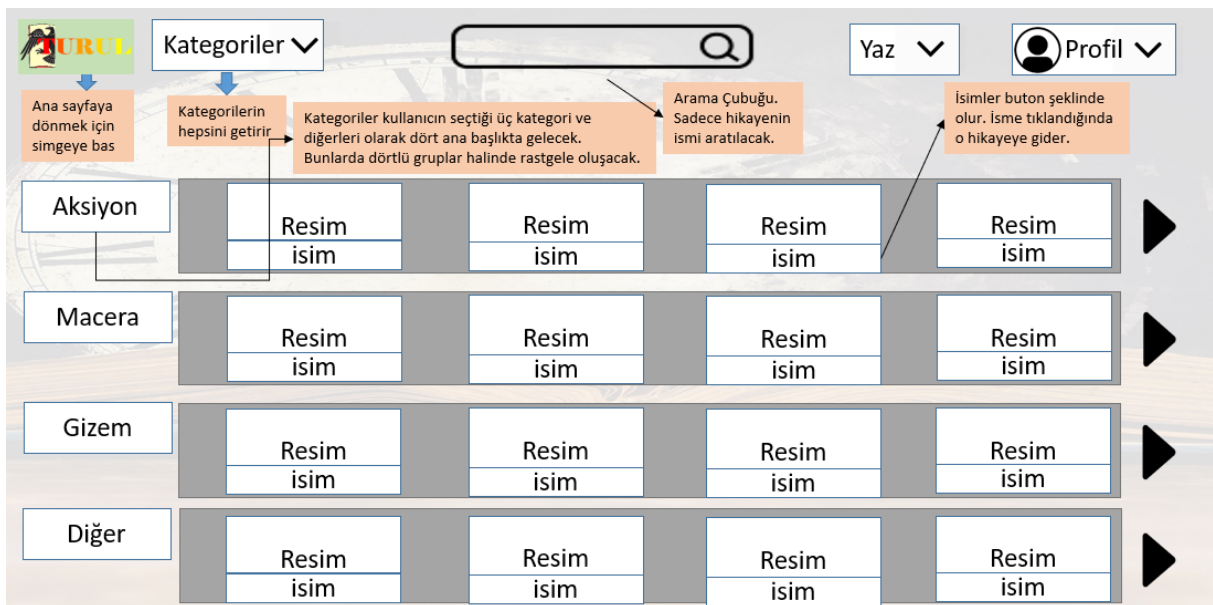 TURUL
Kategoriler
Yaz
Profil
Ana sayfaya
dönmek için
simgeye bas
Kategorilerin
hepsini getirir
Kategoriler kullanıcın seçtiği üç kategori ve
diğerleri olarak dört ana başlıkta gelecek.
Bunlarda dörtlü gruplar halinde rastgele oluşacak.
Arama Çubuğu.
Sadece hikayenin
ismi aratılacak.
İsimler buton şeklinde
olur. İsme tıklandığında
o hikayeye gider.
Aksiyon
Resim
isim
Resim
isim
Resim
isim
Resim
isim
Macera
Resim
isim
Resim
isim
Resim
isim
Resim
isim
Gizem
Resim
isim
Resim
isim
Resim
isim
Resim
isim
Diğer
Resim
isim
Resim
isim
Resim
isim
Resim
isim